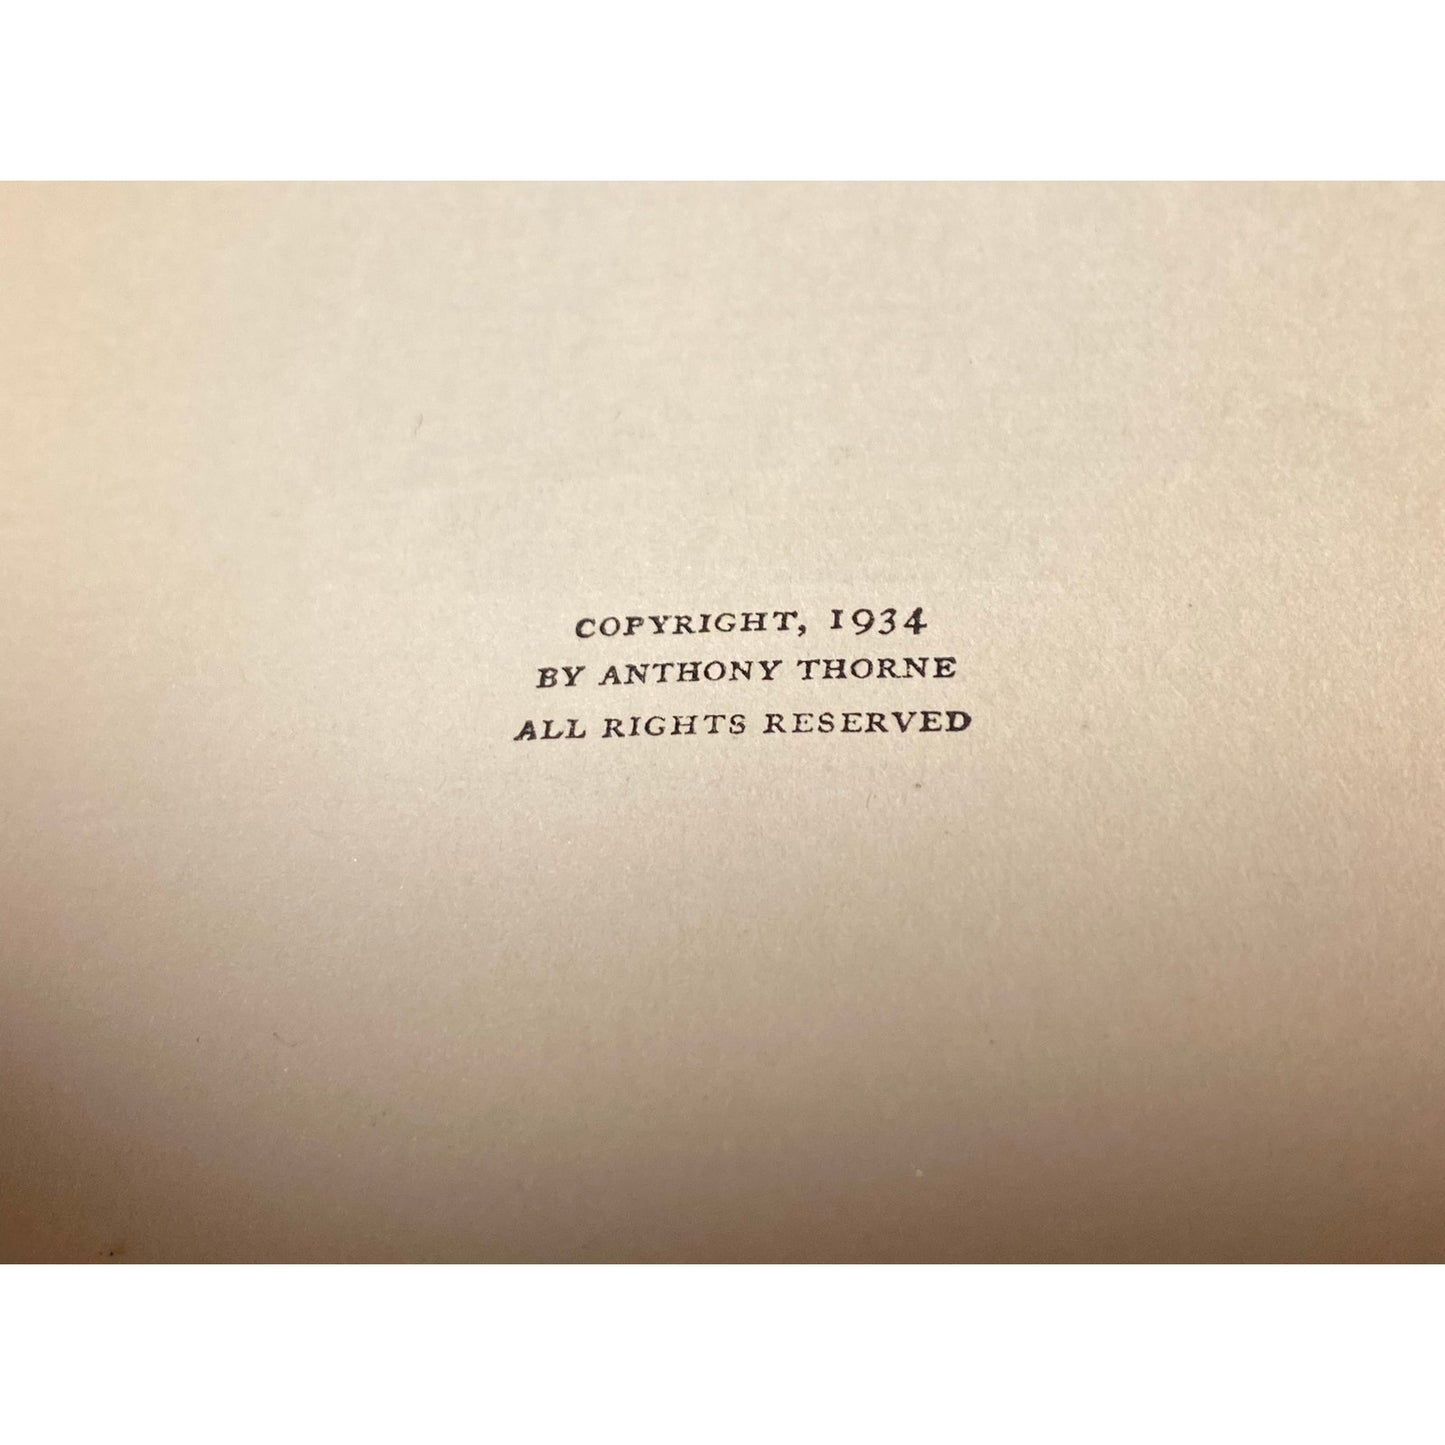 COPYRIGHT, 1934
BY ANTHONY THORNE
ALL RIGHTS RESERVED